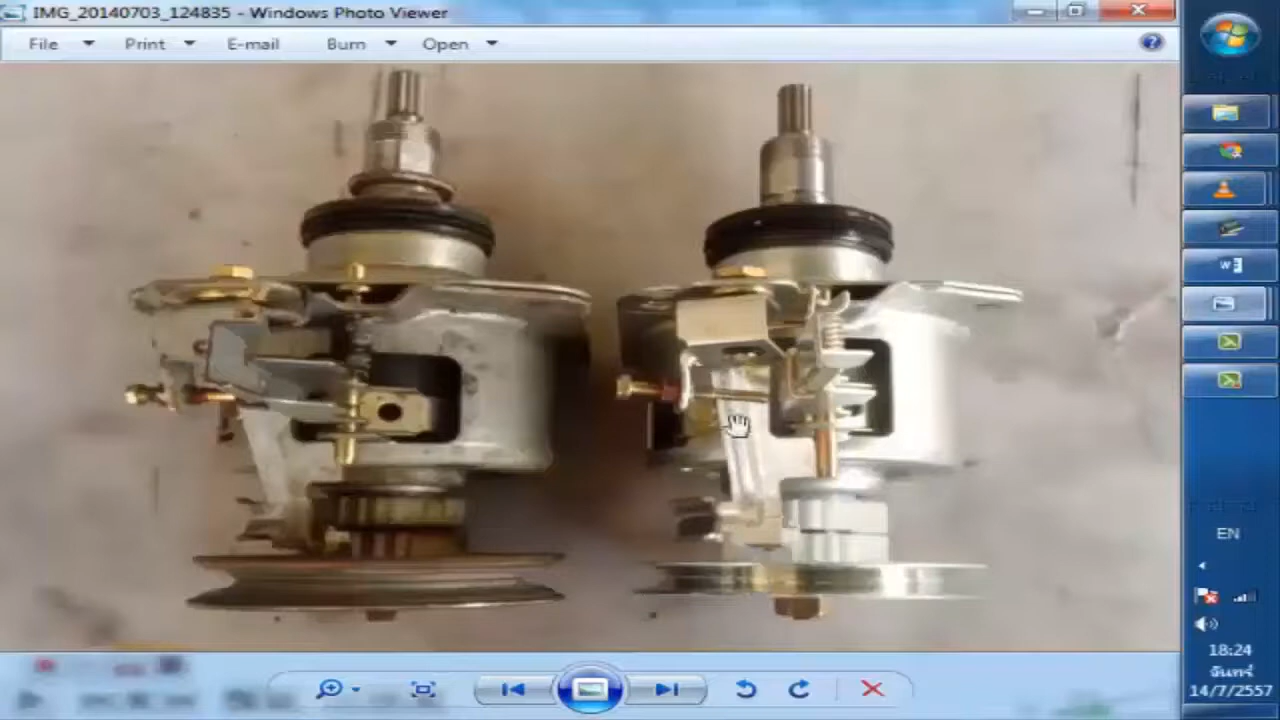 IMG_20140703_124835 - Windows Photo Viewer
File Print E-mail Burn Open
EN
18:24
จันทร์
14/7/2557